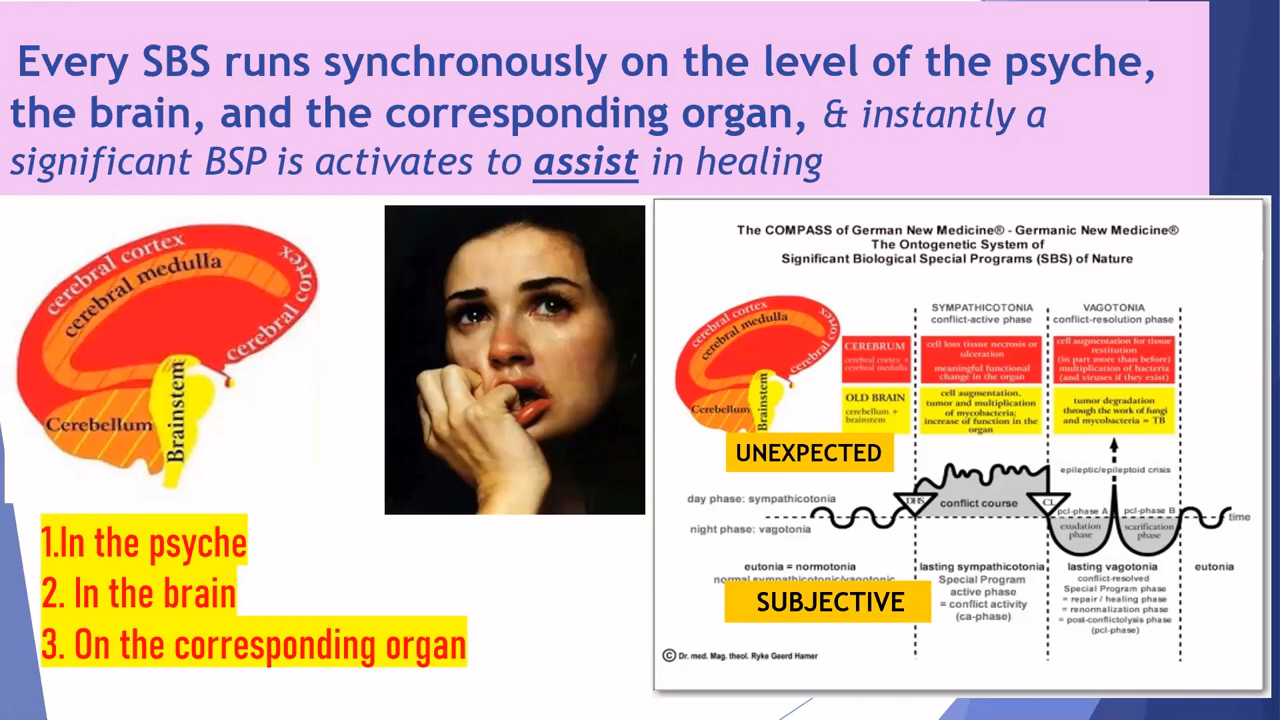 Every SBS runs synchronously on the level of the psyche,
the brain, and the corresponding organ, & instantly a
significant BSP is activates to assist in healing
cerebral cortex
cerebral medulla
cerebral cortex
Cerebellum
Brainstem
1.In the psyche
2. In the brain
3. On the corresponding organ
The COMPASS of German New Medicine® - Germanic New Medicine®
The Ontogenetic System of
Significant Biological Special Programs (SBS) of Nature
SYMPATHICOTONIA
conflict-active phase
VAGOTONIA
conflict-resolution phase
cerebral cortex
cerebral medulla
cerebral cortex
Cerebellum
Brainstem
CEREBRUM
cerebral cortex +
cerebral medulla
cell loss tissue necrosis or
ulceration
meaningful functional
change in the organ
cell augmentation for tissue
restitution
(in part more than before)
multiplication of bacteria
(and viruses if they exist)
OLD BRAIN
cerebellum +
brainstem
cell augmentation,
tumor and multiplication
of mycobacteria;
increase of function in the
organ
tumor degradation
through the work of fungi
and mycobacteria = TB
UNEXPECTED
epileptic/epileptoid crisis
day phase: sympathicotonia
night phase: vagotonia
DHS
conflict course
CL
pcl-phase A
pcl-phase B
exudation
phase
scarification
phase
time
eutonia = normotonia
normal sympathicotonic/vagotonic
SUBJECTIVE
lasting sympathicotonia
Special Program
active phase
= conflict activity
(ca-phase)
lasting vagotonia
conflict-resolved
Special Program phase
= repair / healing phase
= renormalization phase
= post-conflictolysis phase
(pcl-phase)
eutonia
© Dr. med. Mag. theol. Ryke Geerd Hamer